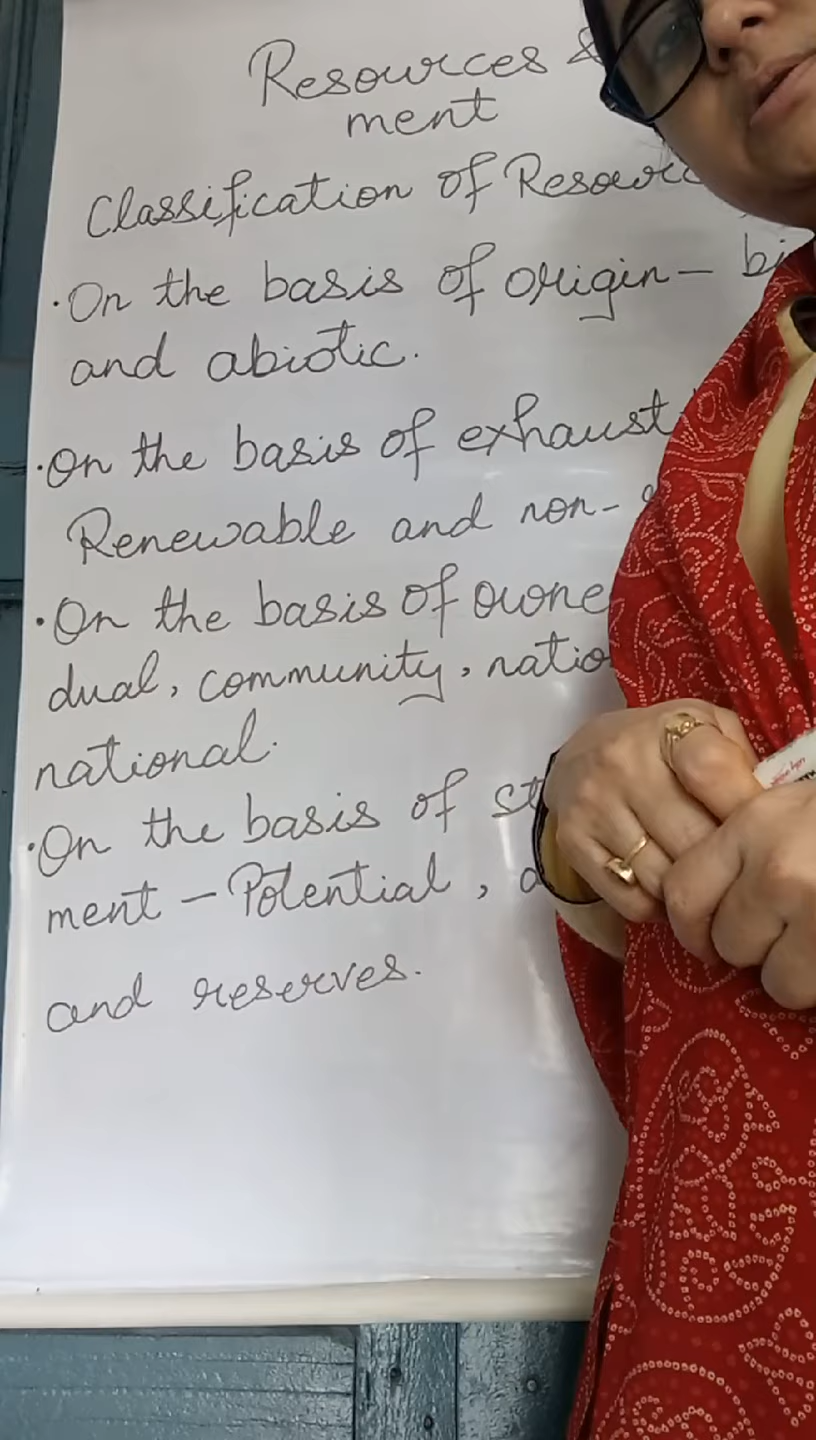 Resources &
ment
Classification of Resourc
·On the basis of origin- bi
and abiotic.
·On the basis of exhaust
Renewable and non-
·On the basis of owne
dual, community, natio
national.
·On the basis of st
ment - Potential, d
and reserves.